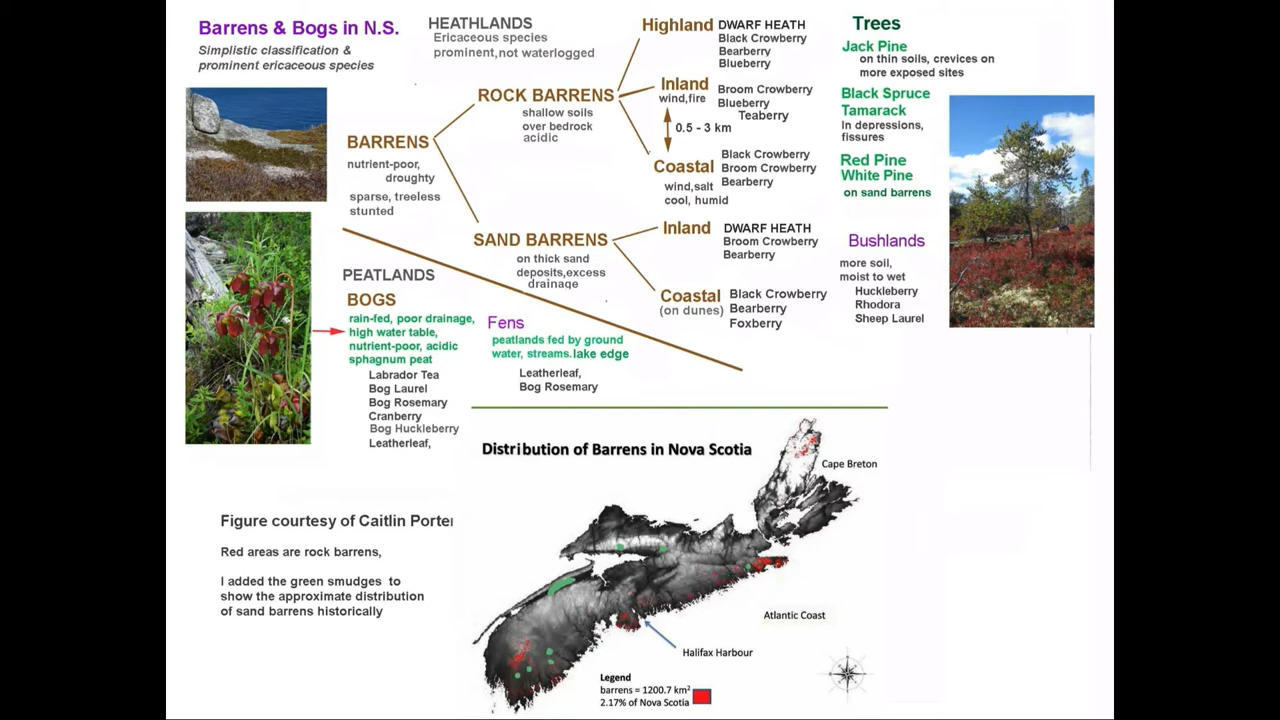 Barrens & Bogs in N.S.
Simplistic classification &
prominent ericaceous species
HEATHLANDS
Ericaceous species
prominent,not waterlogged
BARRENS
nutrient-poor,
droughty
sparse, treeless
stunted
ROCK BARRENS
shallow soils
over bedrock
acidic
Highland
DWARF HEATH
Black Crowberry
Bearberry
Blueberry
Inland
wind,fire
Broom Crowberry
Blueberry
Teaberry
0.5 - 3 km
Coastal
wind,salt
cool, humid
Black Crowberry
Broom Crowberry
Bearberry
SAND BARRENS
on thick sand
deposits,excess
drainage
Inland
DWARF HEATH
Broom Crowberry
Bearberry
Coastal
(on dunes)
Black Crowberry
Bearberry
Foxberry
Trees
Jack Pine
on thin soils, crevices on
more exposed sites
Black Spruce
Tamarack
In depressions,
fissures
Red Pine
White Pine
on sand barrens
Bushlands
more soil,
moist to wet
Huckleberry
Rhodora
Sheep Laurel
PEATLANDS
BOGS
rain-fed, poor drainage,
high water table,
nutrient-poor, acidic
sphagnum peat
Labrador Tea
Bog Laurel
Bog Rosemary
Cranberry
Bog Huckleberry
Leatherleaf,
Fens
peatlands fed by ground
water, streams.lake edge
Leatherleaf,
Bog Rosemary
Distribution of Barrens in Nova Scotia
Cape Breton
Atlantic Coast
Halifax Harbour
Legend
barrens = 1200.7 km²
2.17% of Nova Scotia
Figure courtesy of Caitlin Porter
Red areas are rock barrens,
I added the green smudges to
show the approximate distribution
of sand barrens historically